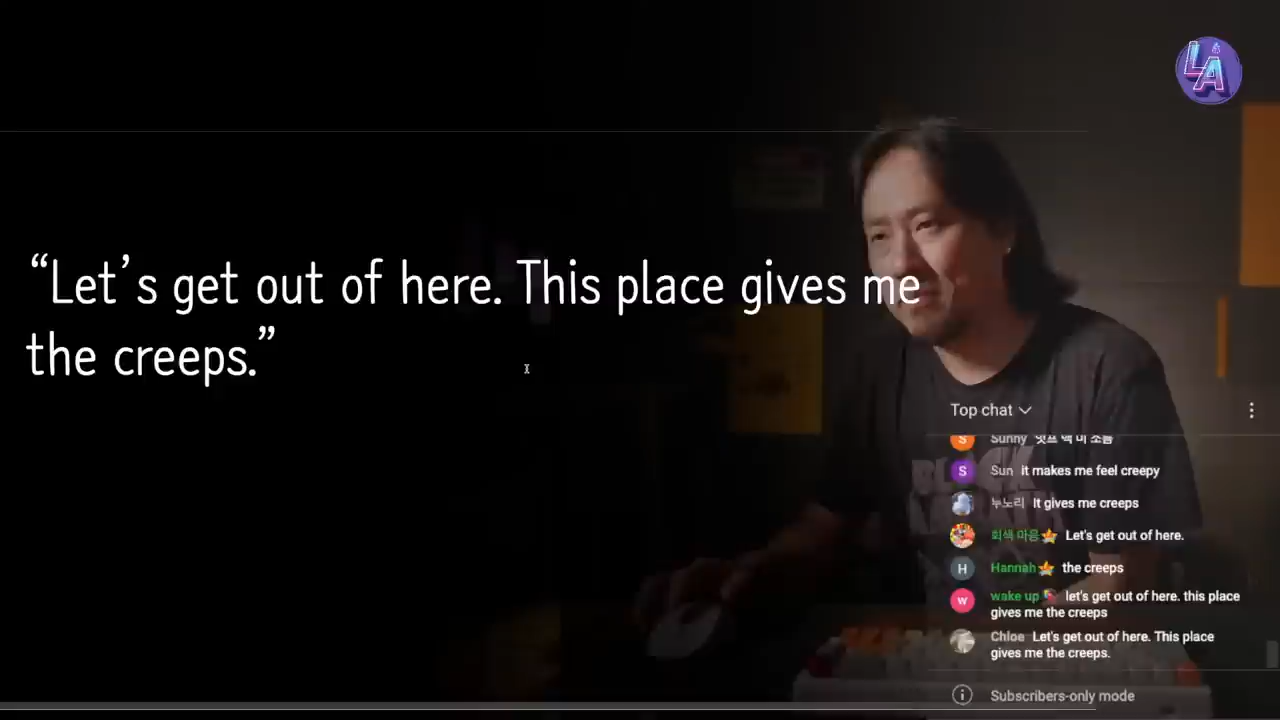 LA
“Let’s get out of here. This place gives me
the creeps.”
Top chat
S Sunny
S Sun it makes me feel creepy
누노리 It gives me creeps
회색 마음 Let's get out of here.
H Hannah the creeps
w wake up let's get out of here. this place
gives me the creeps
Chloe Let's get out of here. This place
gives me the creeps.
Subscribers-only mode
BLACK